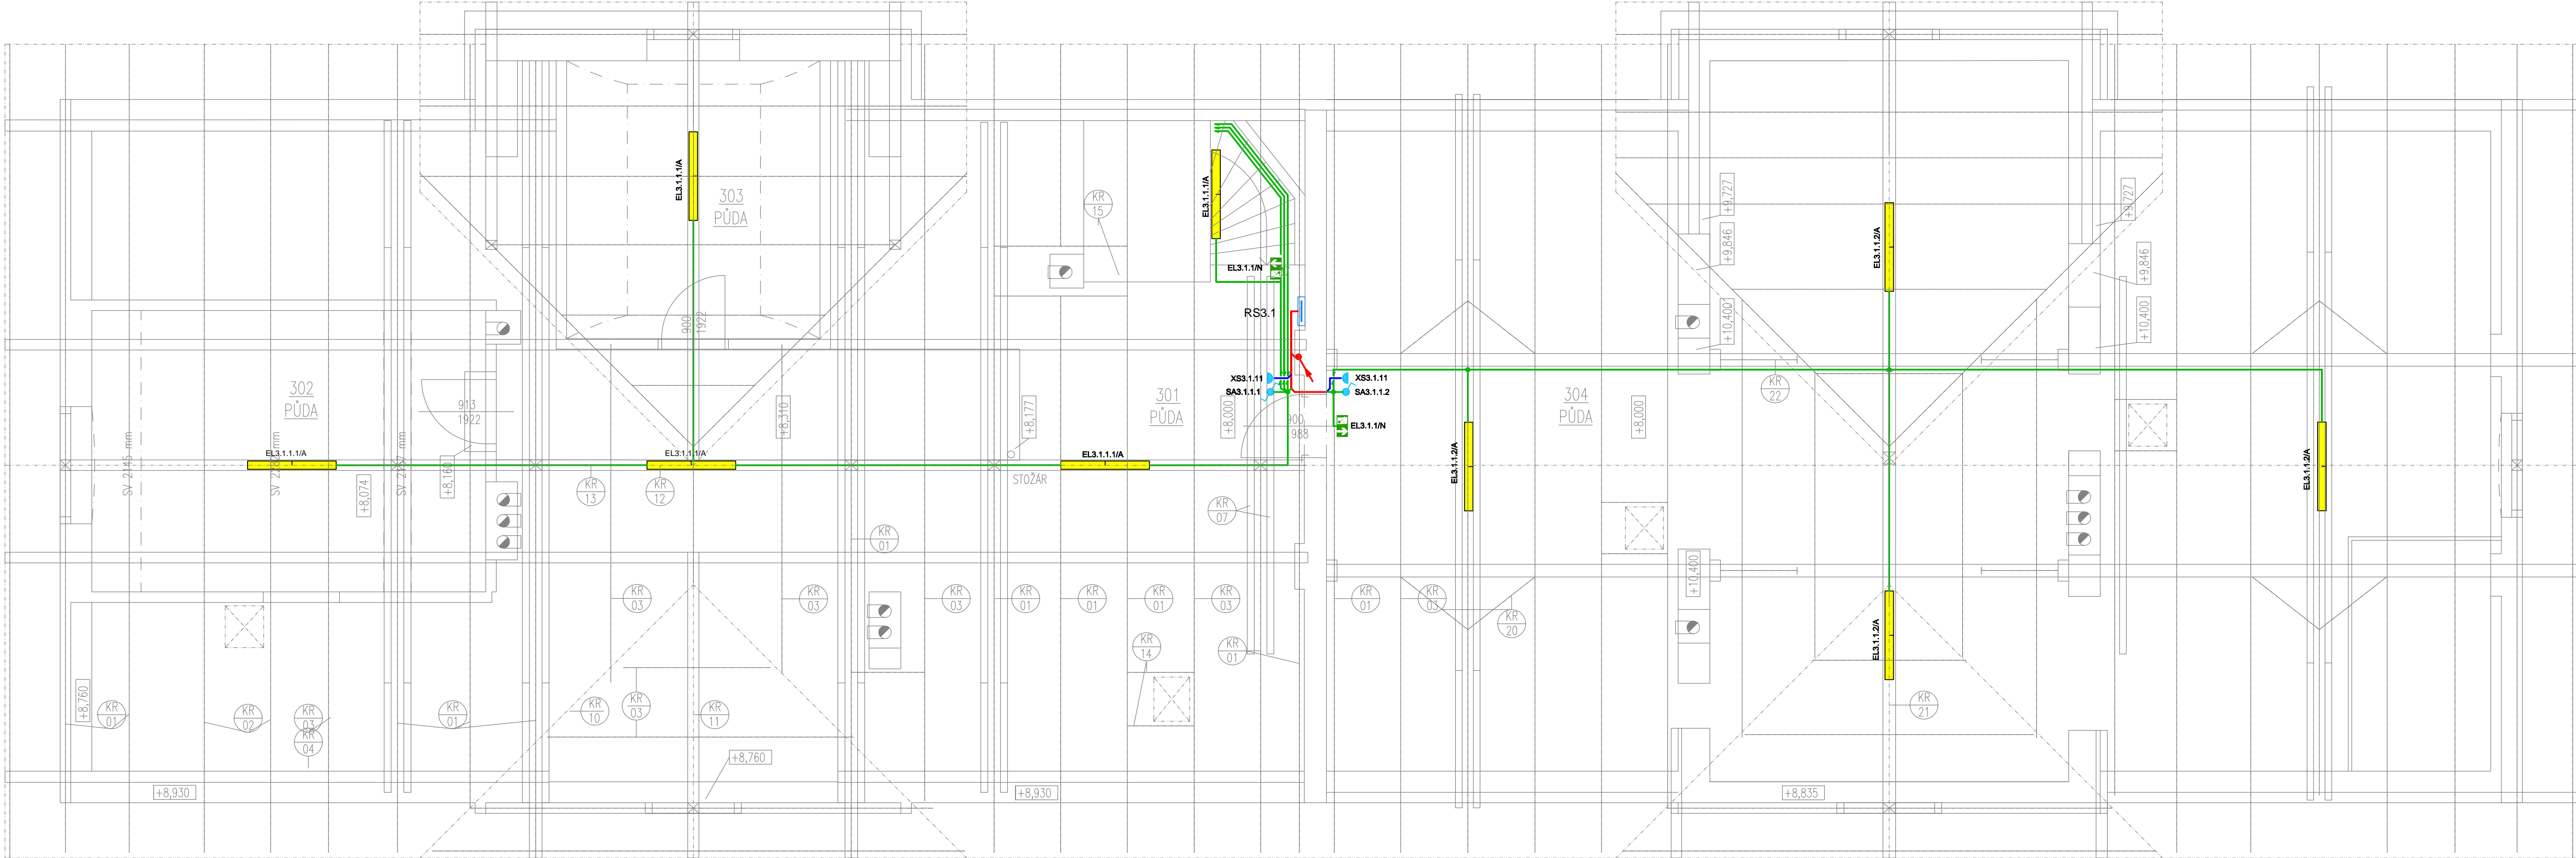 EL3.1.1.1/A
303
PŮDA
900
1922
EL3.1.1.1/A
KR
15
EL3.1.1/N
RS3.1
XS3.1.11
SA3.1.1.1
XS3.1.11
SA3.1.1.2
EL3.1.1/N
+9,727
+9,846
+10,400
EL3.1.1.2/A
+9,727
+9,846
+10,400
302
PŮDA
913
1922
+8,310
+8,177
301
PŮDA
+8,000
900
988
304
PŮDA
+8,000
KR
22
SV 2145 mm
EL3.1.1.1/A
+8,074
+8,160
EL3.1.1.1/A
KR
13
KR
12
EL3.1.1.1/A
STOŽÁR
KR
07
EL3.1.1.2/A
EL3.1.1.2/A
KR
01
+10,400
KR
03
KR
03
KR
03
KR
01
KR
01
KR
01
KR
03
KR
01
KR
03
KR
20
EL3.1.1.2/A
KR
14
KR
01
+8,760
KR
01
KR
02
KR
03
KR
04
KR
01
KR
10
KR
03
KR
11
KR
21
+8,760
+8,930
+8,930
+8,835